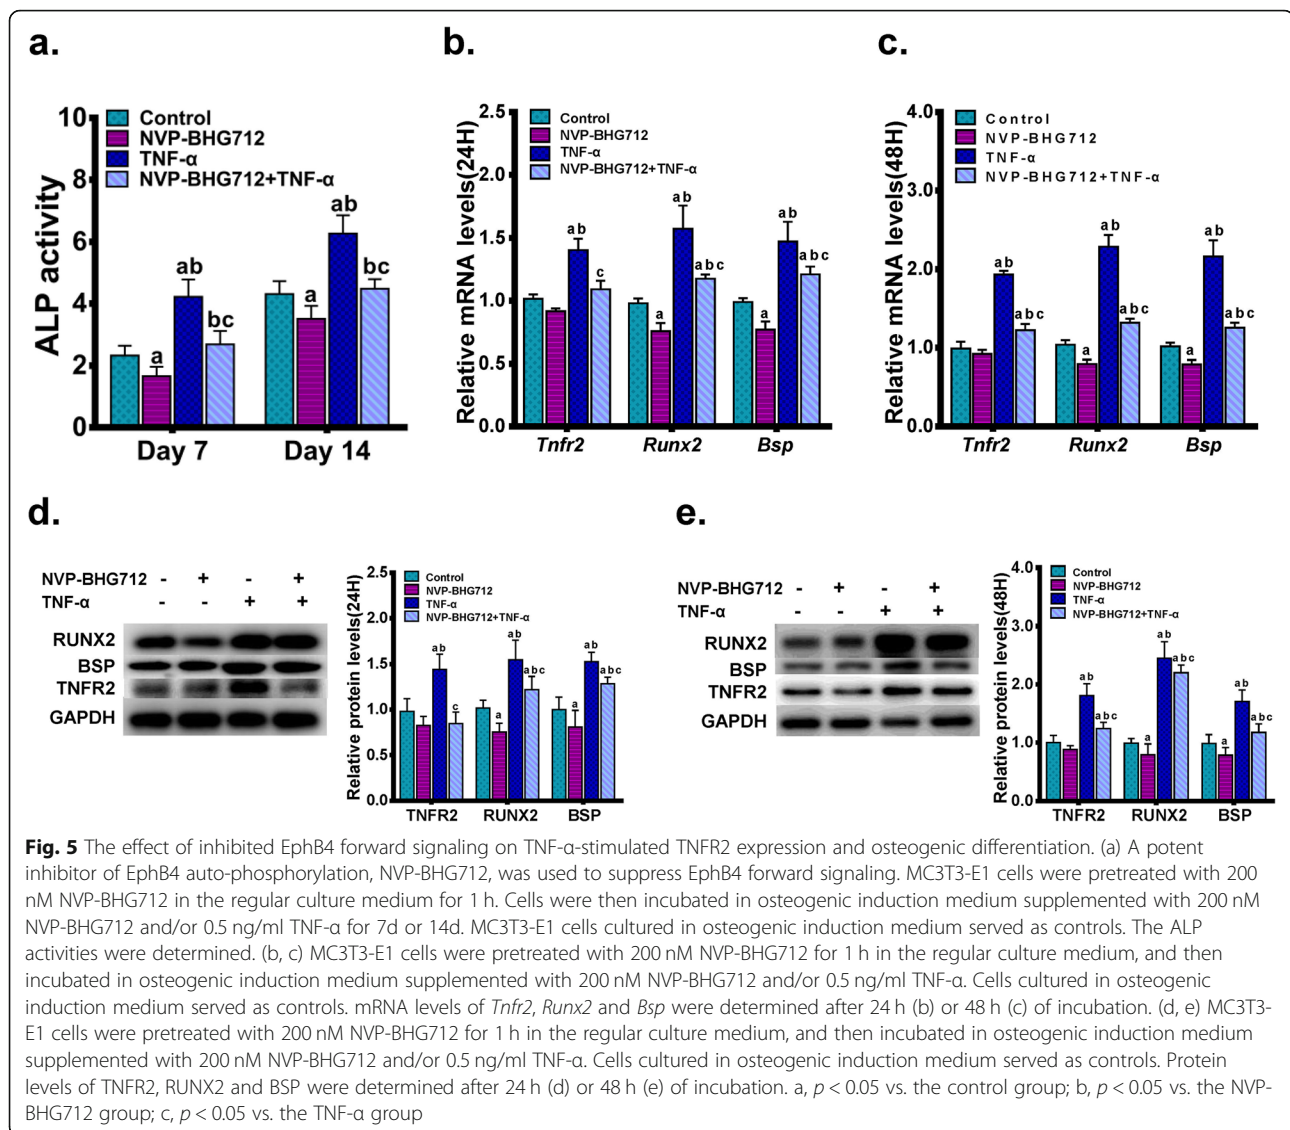 a.
10
8
6
4
2
0
ALP activity
Control
NVP-BHG712
TNF-α
NVP-BHG712+TNF-α
a
ab
bc
a
ab
bc
Day 7
Day 14
b.
2.5
2.0
1.5
1.0
0.5
0.0
Relative mRNA levels(24H)
Control
NVP-BHG712
TNF-α
NVP-BHG712+TNF-α
ab
c
a
ab
abc
a
ab
abc
Tnfr2
Runx2
Bsp
c.
4.0
3.0
2.0
1.0
0.0
Relative mRNA levels(48H)
Control
NVP-BHG712
TNF-α
NVP-BHG712+TNF-α
ab
abc
a
ab
abc
a
ab
abc
Tnfr2
Runx2
Bsp
d.
NVP-BHG712 - + - +
TNF-α - - + +
RUNX2
BSP
TNFR2
GAPDH
2.5
2.0
1.5
1.0
0.5
0.0
Relative protein levels(24H)
Control
NVP-BHG712
TNF-α
NVP-BHG712+TNF-α
ab
c
a
ab
abc
a
ab
abc
TNFR2
RUNX2
BSP
e.
NVP-BHG712 - + - +
TNF-α - - + +
RUNX2
BSP
TNFR2
GAPDH
4.0
3.0
2.0
1.0
0.0
Relative protein levels(48H)
Control
NVP-BHG712
TNF-α
NVP-BHG712+TNF-α
ab
abc
a
ab
abc
a
ab
abc
TNFR2
RUNX2
BSP
Fig. 5 The effect of inhibited EphB4 forward signaling on TNF-α-stimulated TNFR2 expression and osteogenic differentiation. (a) A potent
inhibitor of EphB4 auto-phosphorylation, NVP-BHG712, was used to suppress EphB4 forward signaling. MC3T3-E1 cells were pretreated with 200
nM NVP-BHG712 in the regular culture medium for 1 h. Cells were then incubated in osteogenic induction medium supplemented with 200 nM
NVP-BHG712 and/or 0.5 ng/ml TNF-α for 7d or 14d. MC3T3-E1 cells cultured in osteogenic induction medium served as controls. The ALP
activities were determined. (b, c) MC3T3-E1 cells were pretreated with 200 nM NVP-BHG712 for 1 h in the regular culture medium, and then
incubated in osteogenic induction medium supplemented with 200 nM NVP-BHG712 and/or 0.5 ng/ml TNF-α. Cells cultured in osteogenic
induction medium served as controls. mRNA levels of Tnfr2, Runx2 and Bsp were determined after 24 h (b) or 48 h (c) of incubation. (d, e) MC3T3-
E1 cells were pretreated with 200 nM NVP-BHG712 for 1 h in the regular culture medium, and then incubated in osteogenic induction medium
supplemented with 200 nM NVP-BHG712 and/or 0.5 ng/ml TNF-α. Cells cultured in osteogenic induction medium served as controls. Protein
levels of TNFR2, RUNX2 and BSP were determined after 24 h (d) or 48 h (e) of incubation. a, p < 0.05 vs. the control group; b, p < 0.05 vs. the NVP-
BHG712 group; c, p < 0.05 vs. the TNF-α group